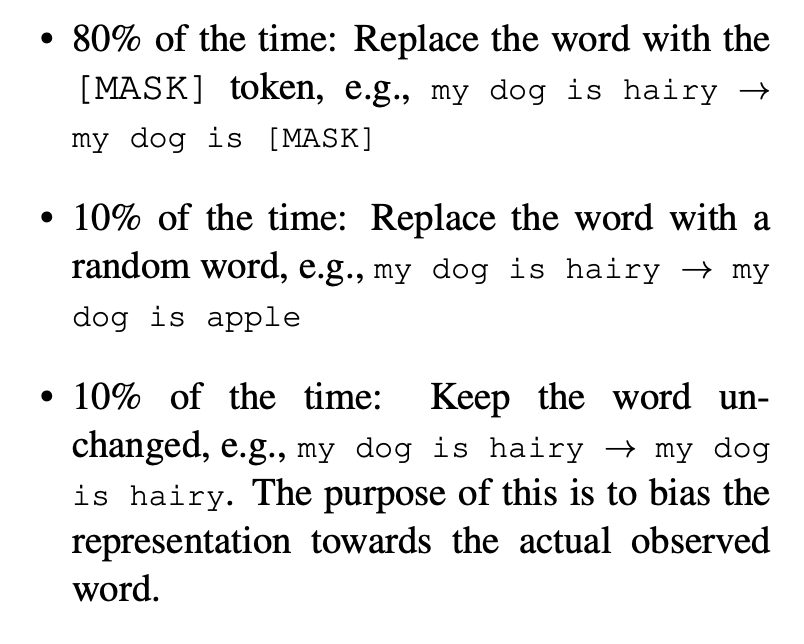 • 80% of the time: Replace the word with the
[MASK] token, e.g., my dog is hairy →
my dog is [MASK]
• 10% of the time: Replace the word with a
random word, e.g., my dog is hairy → my
dog is apple
• 10% of the time: Keep the word un-
changed, e.g., my dog is hairy → my dog
is hairy. The purpose of this is to bias the
representation towards the actual observed
word.